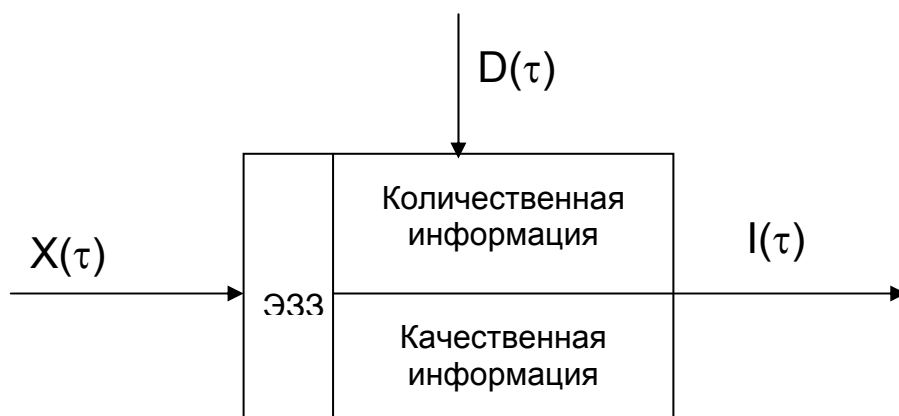 D(τ)
Количественная
информация
X(τ)
I(τ)
ЭЗЗ
Качественная
информация